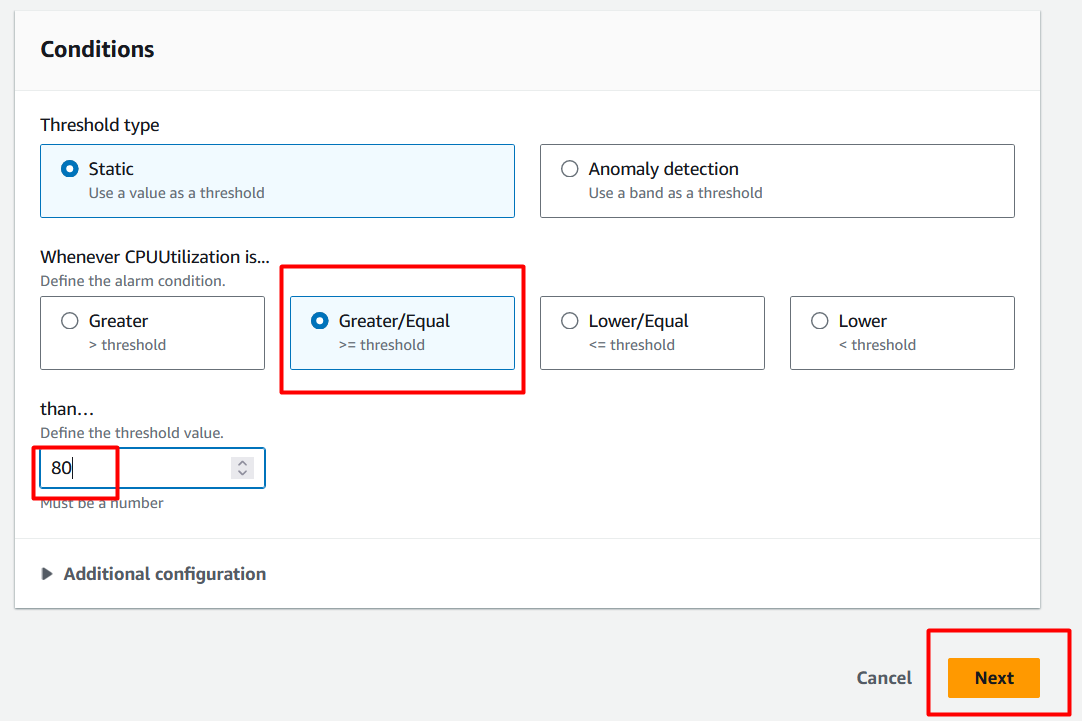 Conditions
Threshold type
Static
Use a value as a threshold
Anomaly detection
Use a band as a threshold
Whenever CPUUtilization is...
Define the alarm condition.
Greater
> threshold
Greater/Equal
>= threshold
Lower/Equal
<= threshold
Lower
< threshold
than...
Define the threshold value.
80
Must be a number
Additional configuration
Cancel
Next